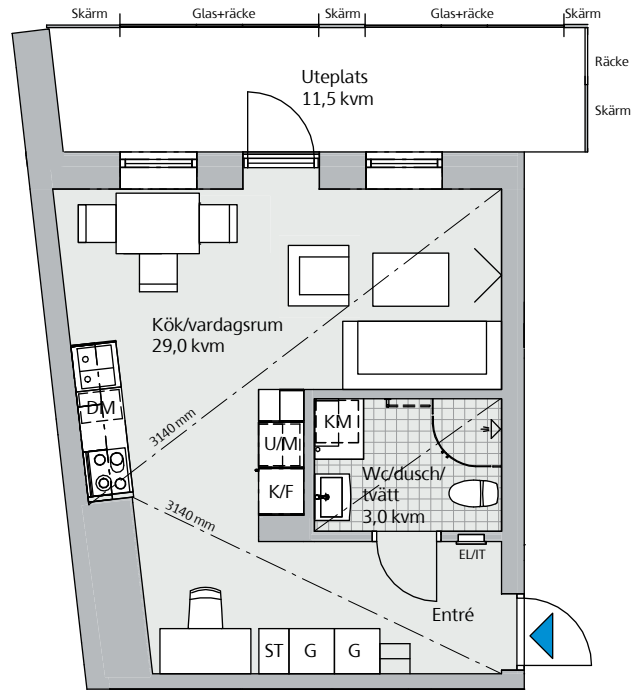 Skärm
Glas+räcke
Skärm
Glas+räcke
Skärm
Räcke
Skärm
Uteplats
11,5 kvm
Kök/vardagsrum
29,0 kvm
DM
3140 mm
U/M
K/F
KM
Wc/dusch/
tvätt
3,0 kvm
3140 mm
EL/IT
Entré
ST
G
G